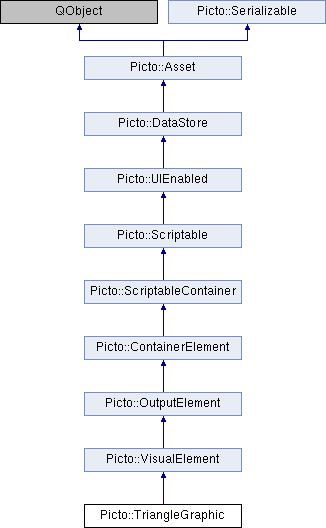 QObject
Picto::Serializable
Picto::Asset
Picto::DataStore
Picto::UIEnabled
Picto::Scriptable
Picto::ScriptableContainer
Picto::ContainerElement
Picto::OutputElement
Picto::VisualElement
Picto::TriangleGraphic